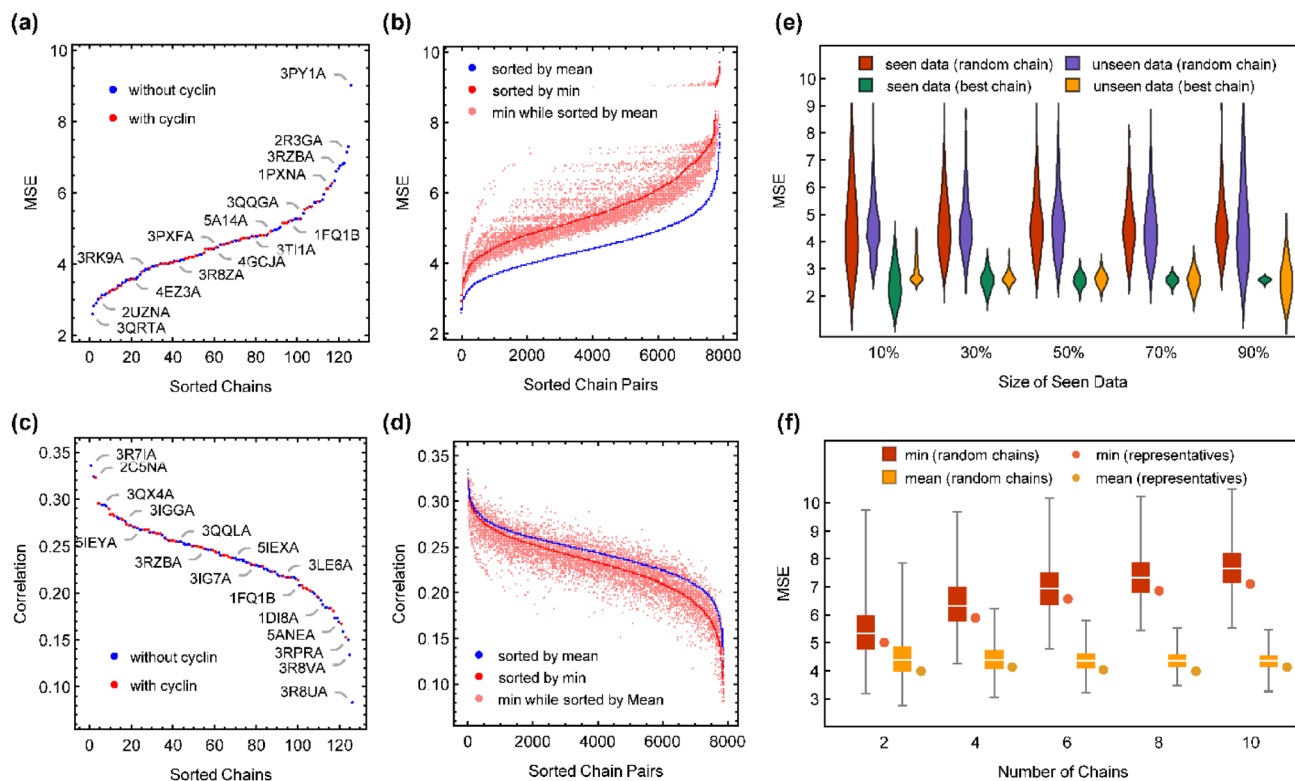 (a)
10
8
6
4
2
MSE
3PY1A
without cyclin
with cyclin
2R3GA
3RZBA
1PXNA
3QQGA
5A14A
3PXFA
1FQ1B
3TI1A
3RK9A
4GCJA
3R8ZA
4EZ3A
2UZNA
3QRTA
0 20 40 60 80 100 120
Sorted Chains
(b)
10
9
8
7
6
5
4
3
2
MSE
sorted by mean
sorted by min
min while sorted by mean
0 2000 4000 6000 8000
Sorted Chain Pairs
(e)
10
9
8
7
6
5
4
3
2
MSE
seen data (random chain)
unseen data (random chain)
seen data (best chain)
unseen data (best chain)
10% 30% 50% 70% 90%
Size of Seen Data
(c)
0.35
0.30
0.25
0.20
0.15
0.10
Correlation
3R7IA
2C5NA
3QX4A
3IGGA
5IEYA
3QQLA
3RZBA
5IEXA
3IG7A
3LE6A
1FQ1B
1DI8A
5ANEA
3RPRA
3R8VA
3R8UA
without cyclin
with cyclin
0 20 40 60 80 100 120
Sorted Chains
(d)
0.35
0.30
0.25
0.20
0.15
0.10
Correlation
sorted by mean
sorted by min
min while sorted by Mean
0 2000 4000 6000 8000
Sorted Chain Pairs
(f)
10
9
8
7
6
5
4
3
MSE
min (random chains)
min (representatives)
mean (random chains)
mean (representatives)
2 4 6 8 10
Number of Chains